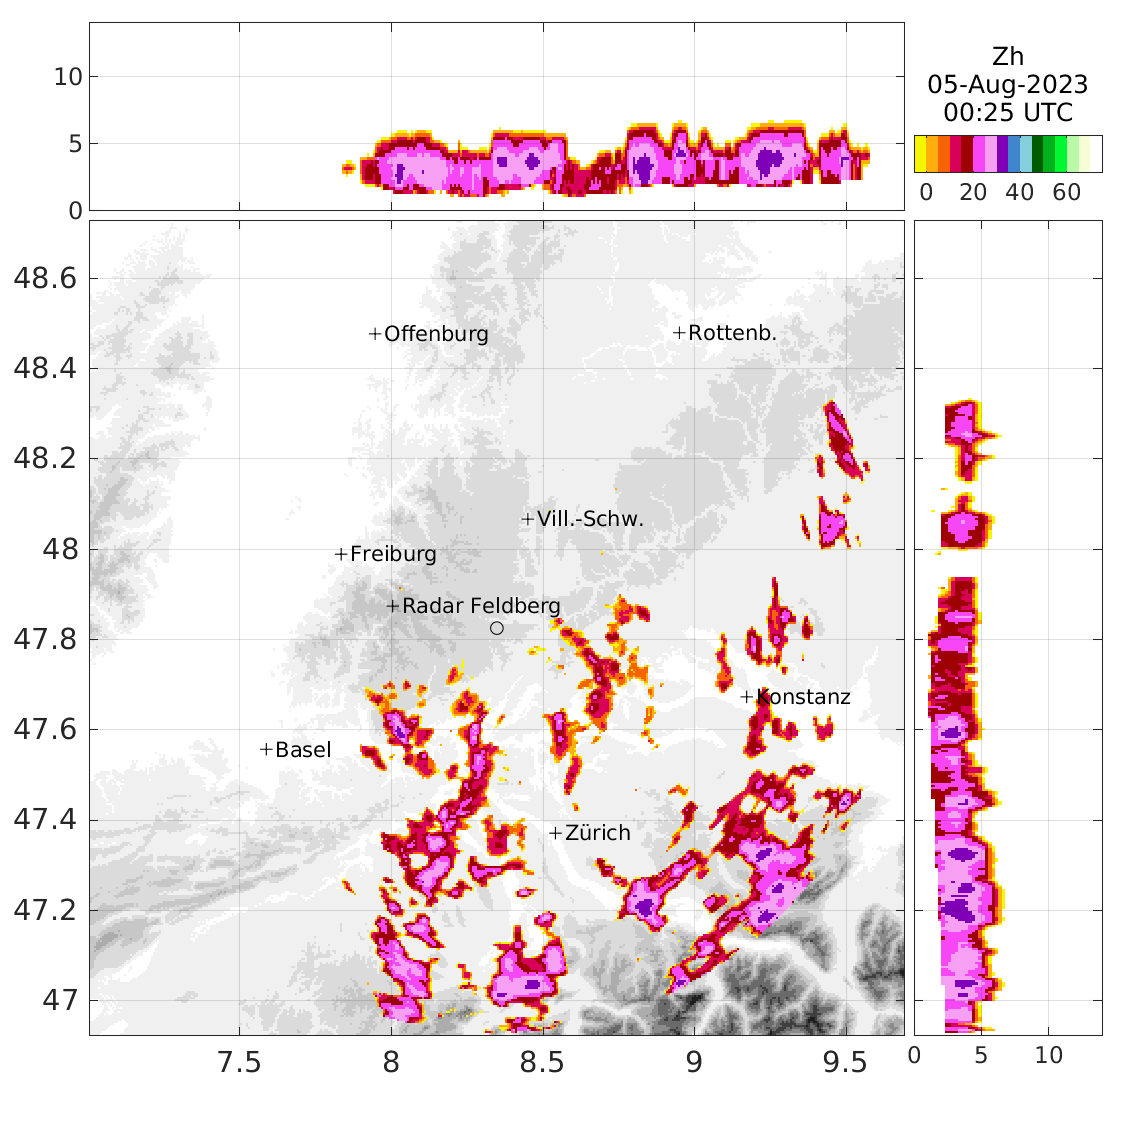 Zh
05-Aug-2023
00:25 UTC
0 20 40 60
10
5
0
48.6
48.4
48.2
48
47.8
47.6
47.4
47.2
47
+Offenburg
+Rottenb.
+Vill.-Schw.
+Freiburg
+Radar Feldberg
+Konstanz
+Basel
+Zürich
7.5 8 8.5 9 9.5
0 5 10